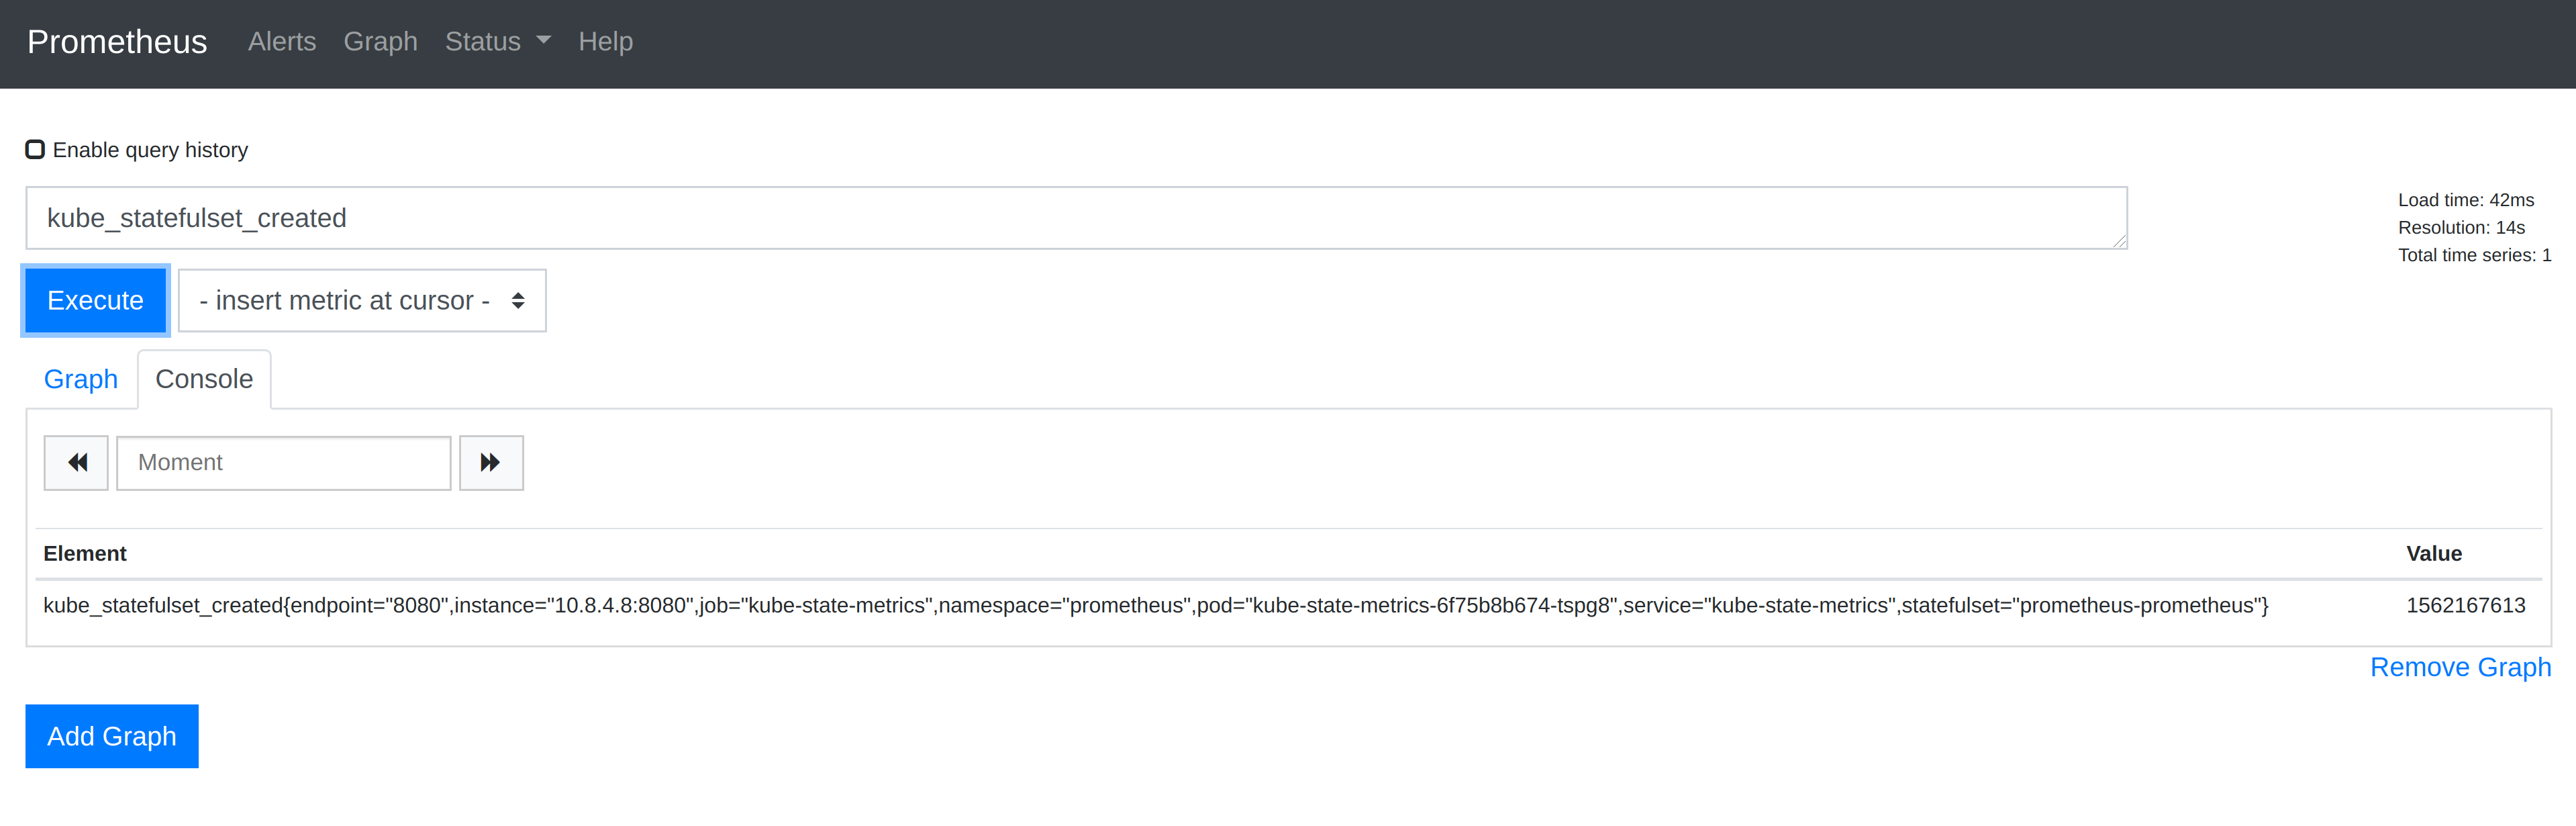 Prometheus Alerts Graph Status Help
Enable query history
kube_statefulset_created
Load time: 42ms
Resolution: 14s
Total time series: 1
Execute - insert metric at cursor -
Graph Console
Moment
Element Value
kube_statefulset_created{endpoint="8080",instance="10.8.4.8:8080",job="kube-state-metrics",namespace="prometheus",pod="kube-state-metrics-6f75b8b674-tspg8",service="kube-state-metrics",statefulset="prometheus-prometheus"} 1562167613
Remove Graph
Add Graph